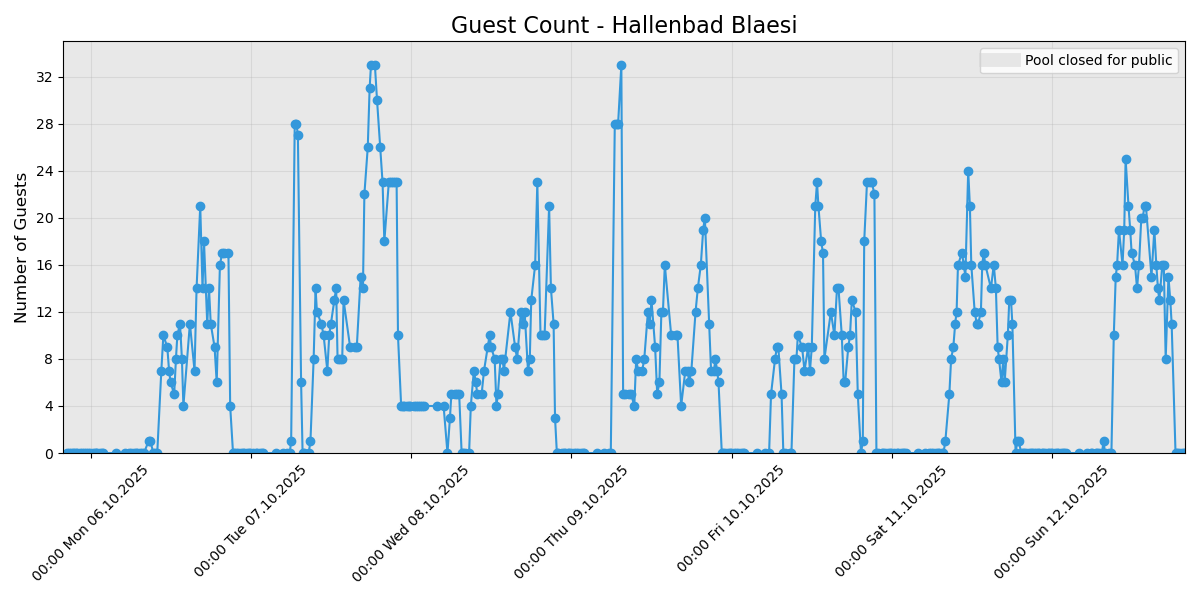 Guest Count - Hallenbad Blaesi
Pool closed for public
Number of Guests
32
28
24
20
16
12
8
4
0
00:00 Mon 06.10.2025
00:00 Tue 07.10.2025
00:00 Wed 08.10.2025
00:00 Thu 09.10.2025
00:00 Fri 10.10.2025
00:00 Sat 11.10.2025
00:00 Sun 12.10.2025